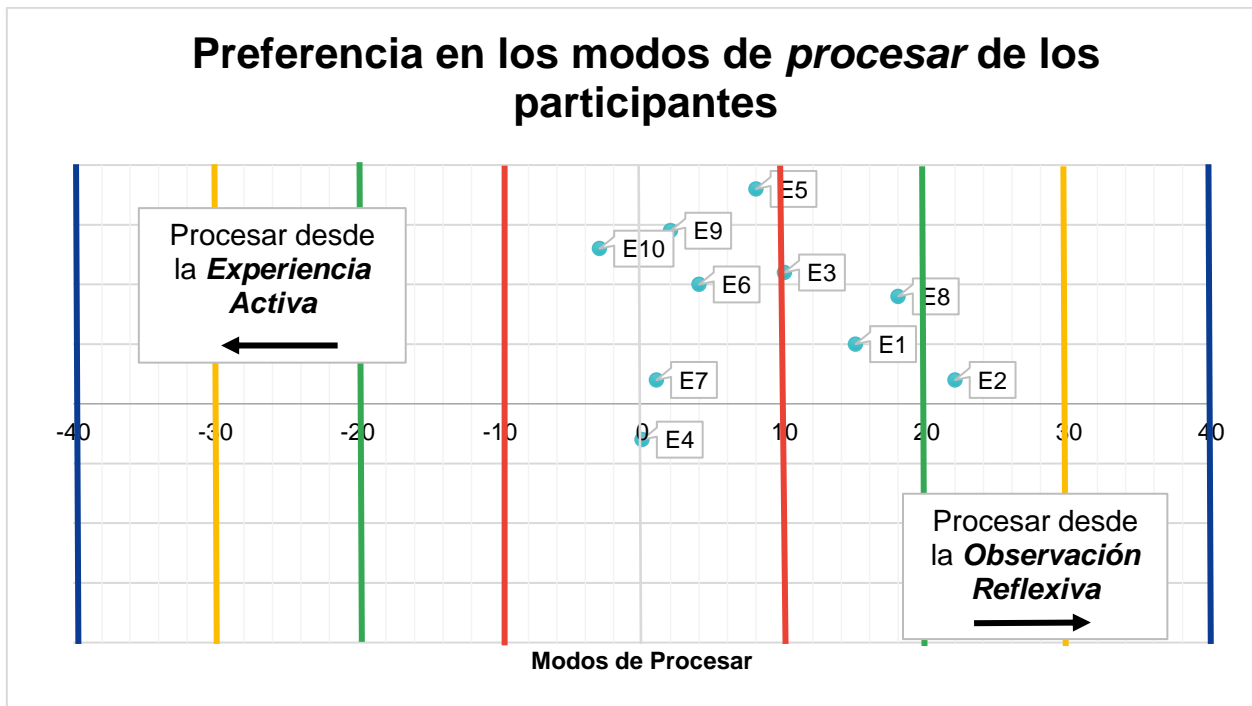 Preferencia en los modos de procesar de los
participantes
E5
E9
E10
E3
E6
E8
E1
E7
E2
Procesar desde
la Experiencia
Activa
-40 -30 -20 -10 0 10 20 30 40
E4
Procesar desde
la Observación
Reflexiva
Modos de Procesar